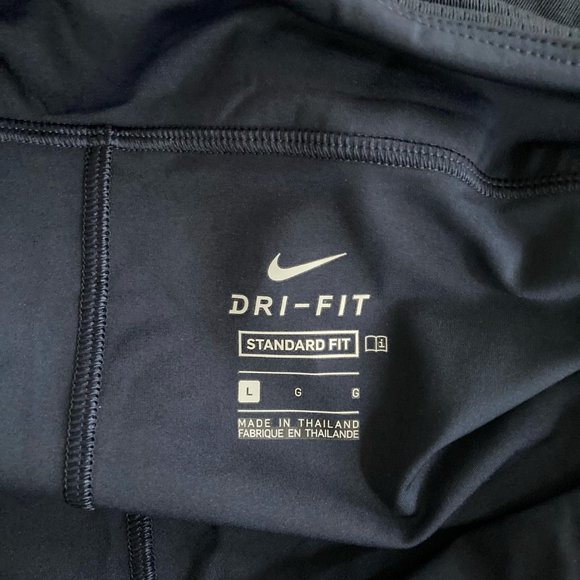 DRI-FIT
STANDARD FIT
L G G
MADE IN THAILAND
FABRIQUE EN THAILANDE